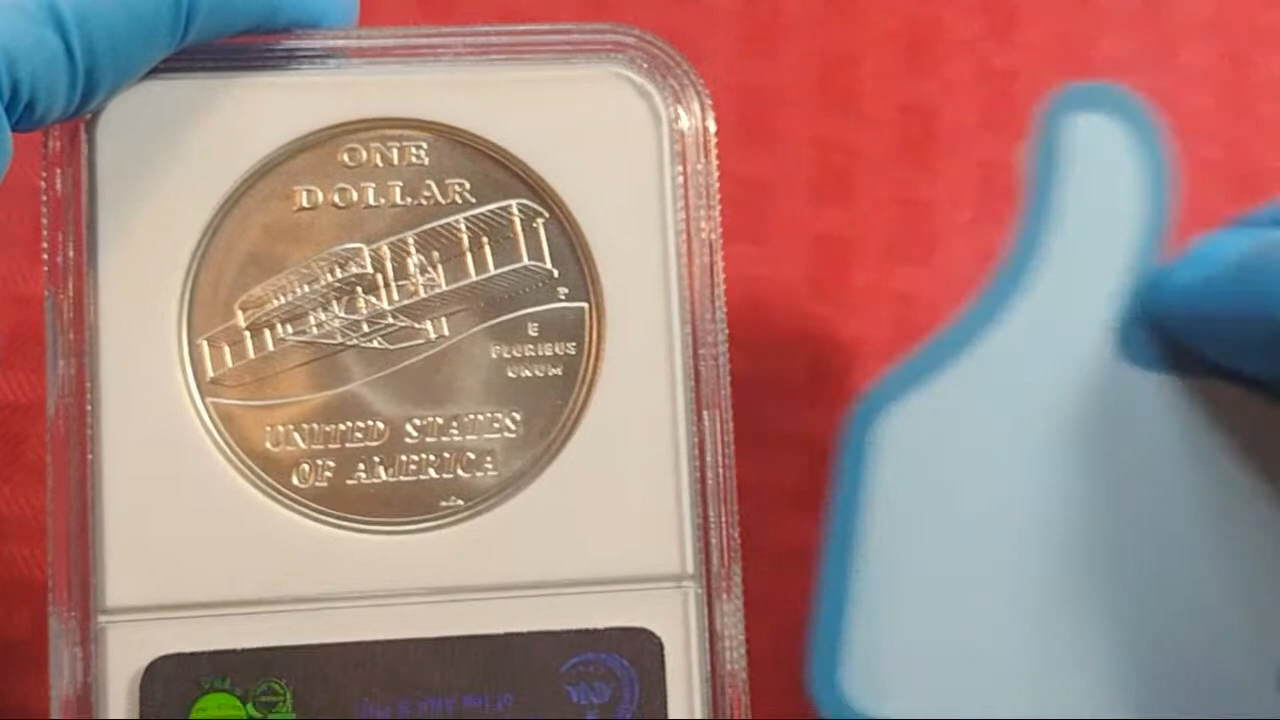 ONE
DOLLAR
P
E
PLURIBUS
UNUM
UNITED STATES
OF AMERICA